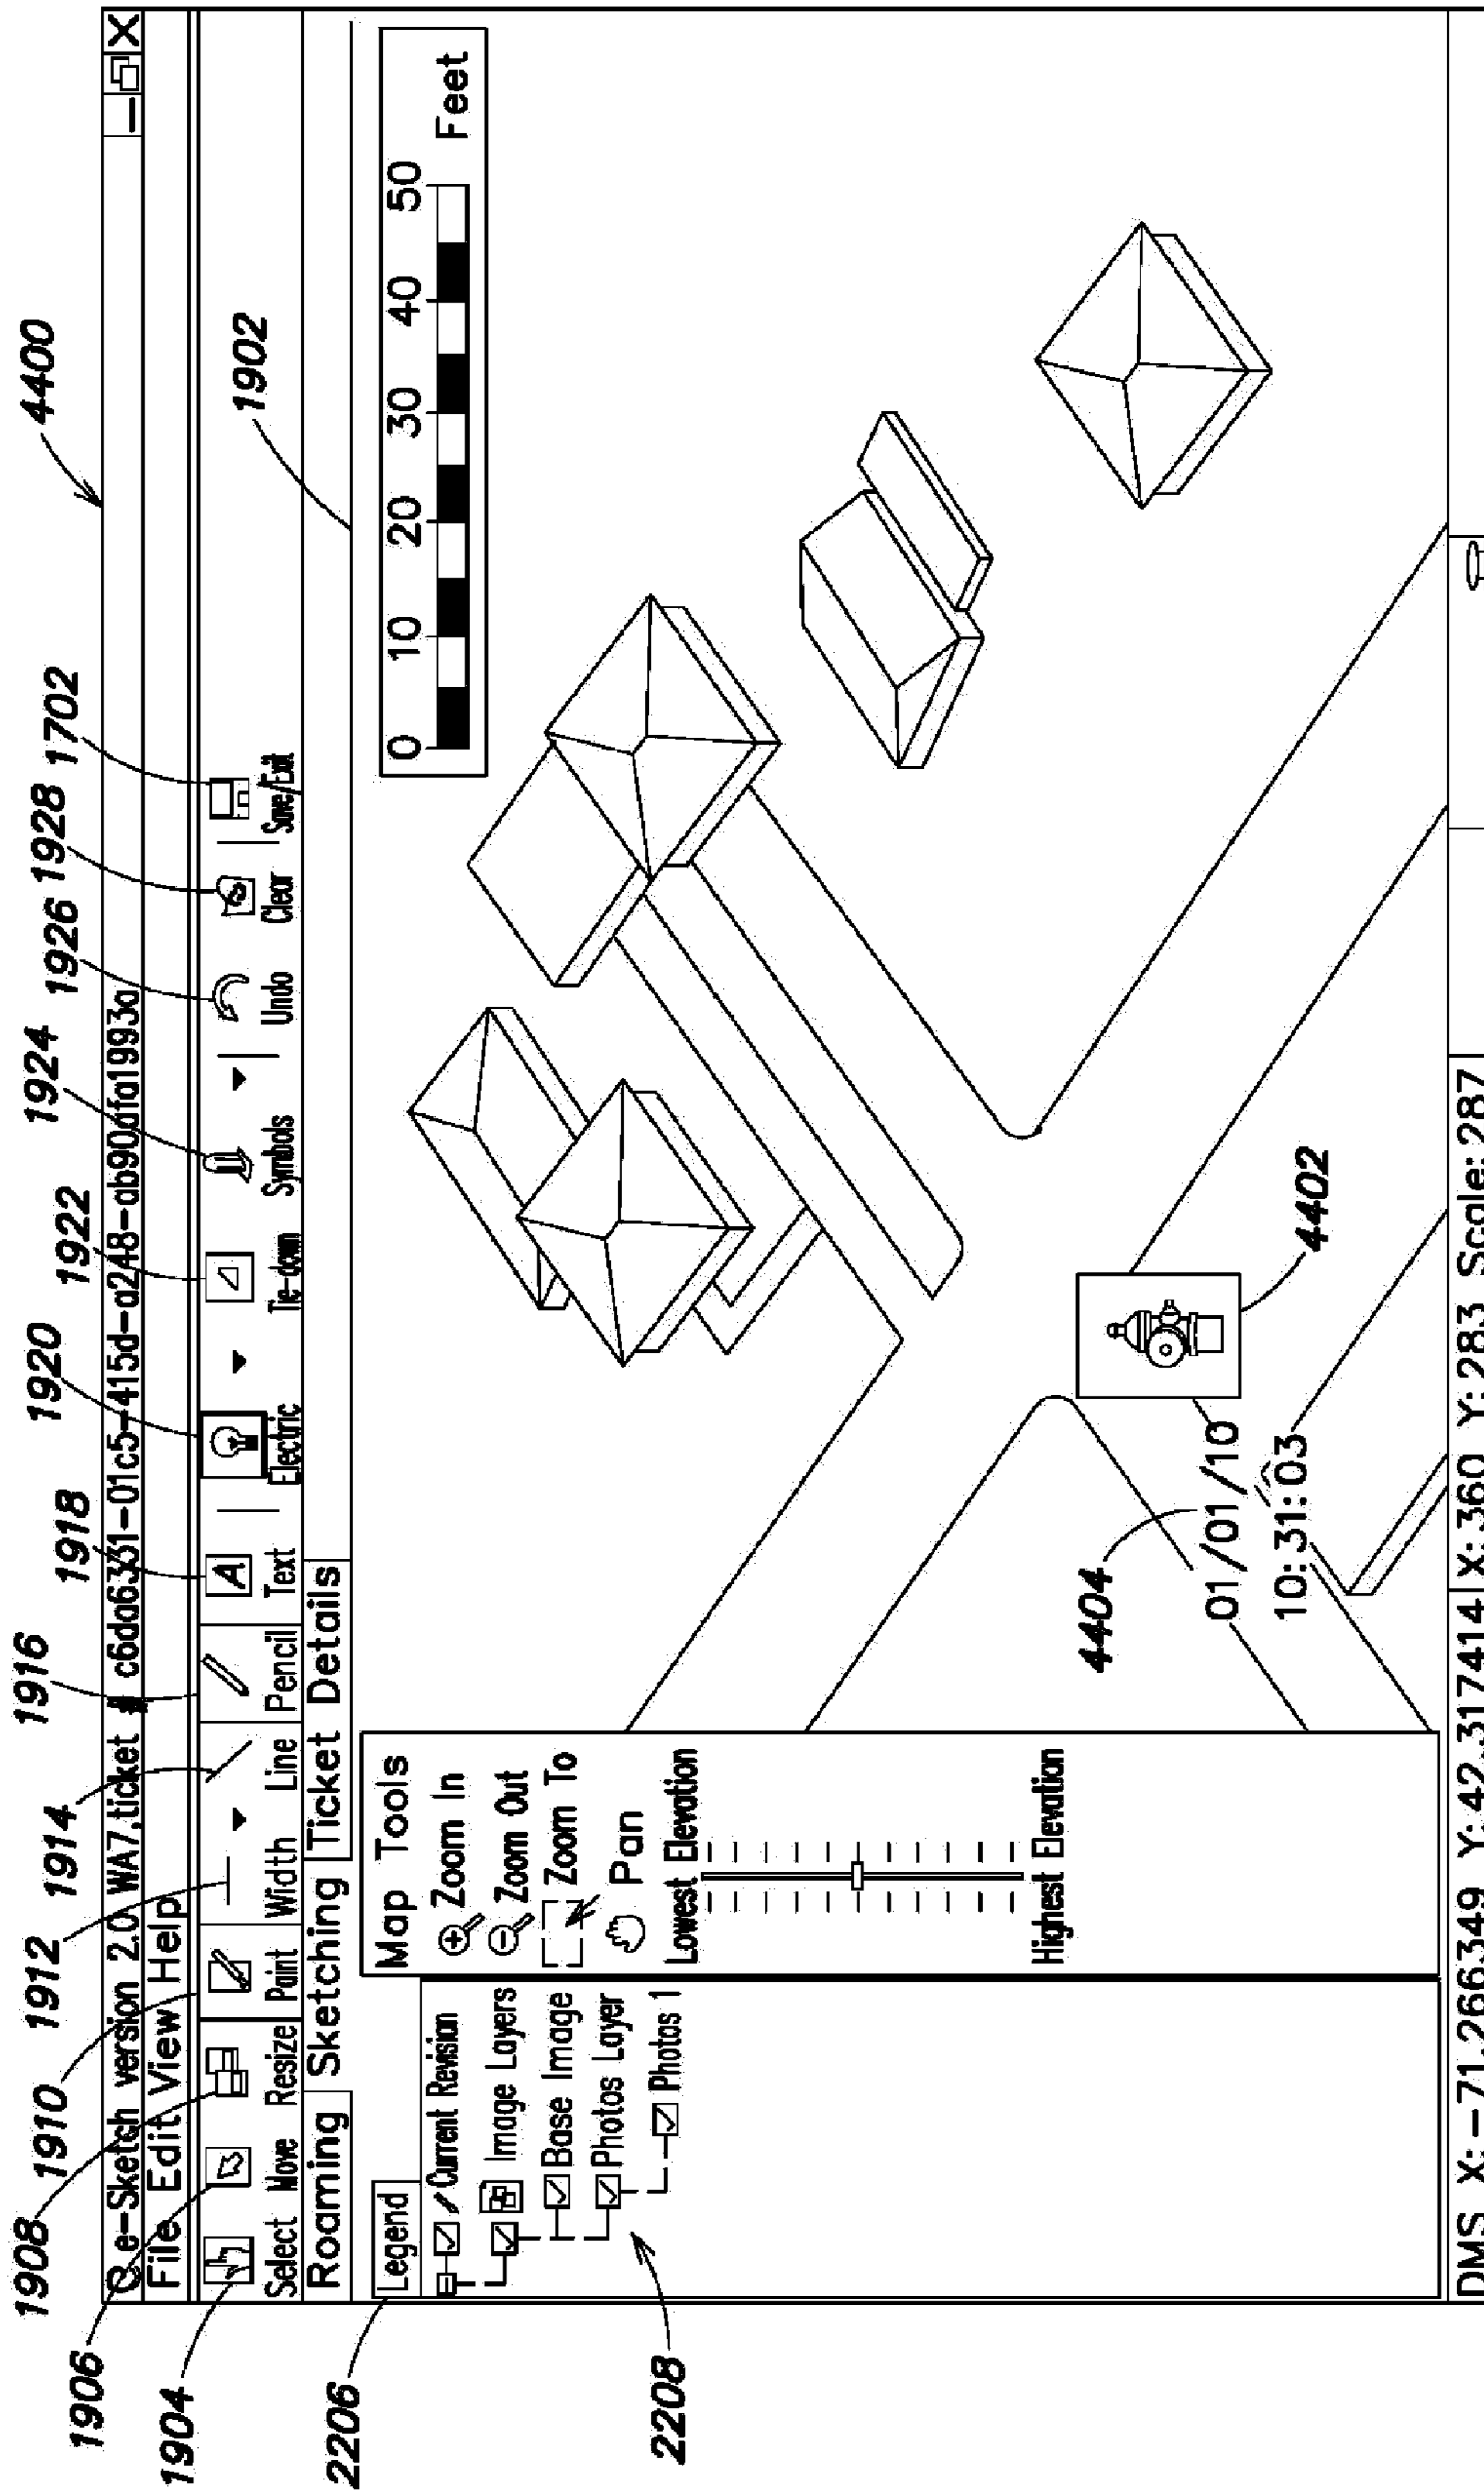 4400
1908 1910 1912 1914 1916 1918 1920 1922 1924 1926 1928 1702
1906
1904
1902
e-Sketch version 2.0 WA7.ticket # c6da6331-01c5-415d-a248-ab90dfa1993a
File Edit View Help
Select Move Resize Paint Width Line Pencil A Text Electric Tie-down Symbols Undo Clear Save/Exit
Roaming Sketching Ticket Details
2206
Legend
Current Revision
Image Layers
Base Image
Photos Layer
Photos 1
2208
Map Tools
Zoom In
Zoom Out
Zoom To
Pan
Lowest Elevation
Highest Elevation
0 10 20 30 40 50
Feet
4404
01/01/10
10:31:03
4402
DMS X:-71.266349 Y:42.317414 X:360 Y:283 Scale:287